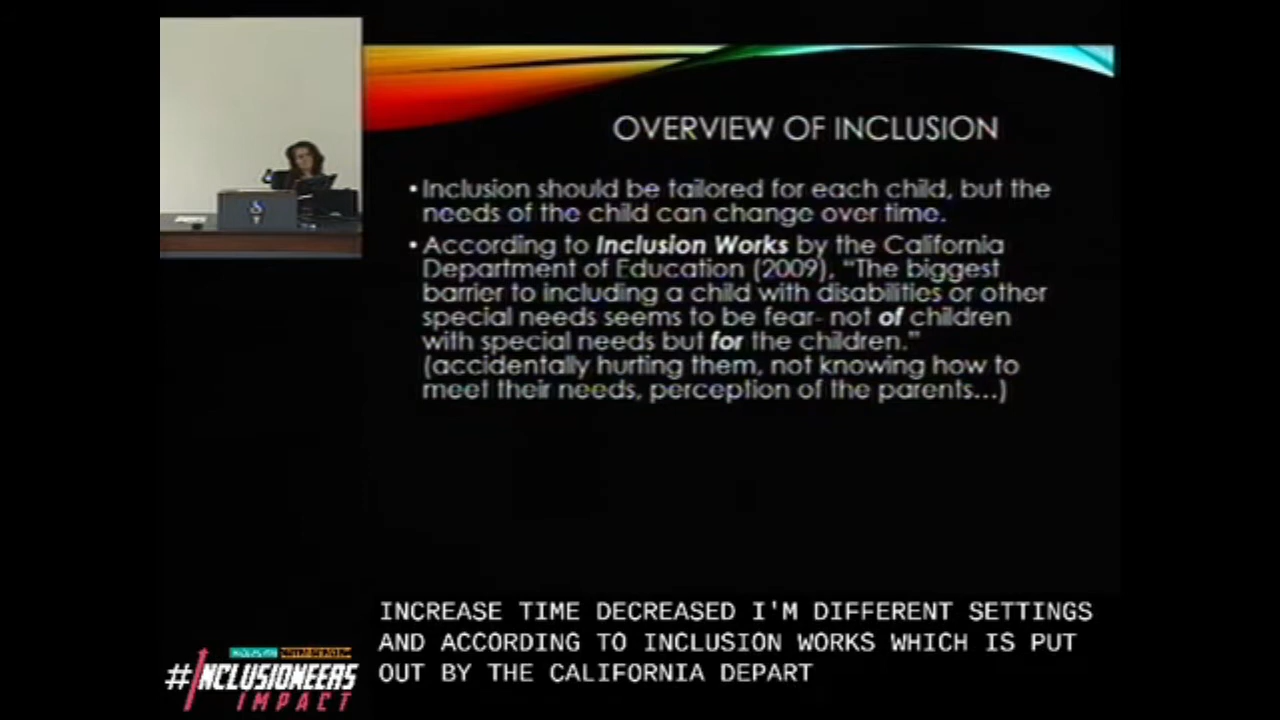 OVERVIEW OF INCLUSION
• Inclusion should be tailored for each child, but the
needs of the child can change over time.
• According to Inclusion Works by the California
Department of Education (2009), “The biggest
barrier to including a child with disabilities or other
special needs seems to be fear- not of children
with special needs but for the children.”
(accidentally hurting them, not knowing how to
meet their needs, perception of the parents...)
INCREASE TIME DECREASED I'M DIFFERENT SETTINGS
AND ACCORDING TO INCLUSION WORKS WHICH IS PUT
OUT BY THE CALIFORNIA DEPART
#INCLUSIONEERS
IMPACT